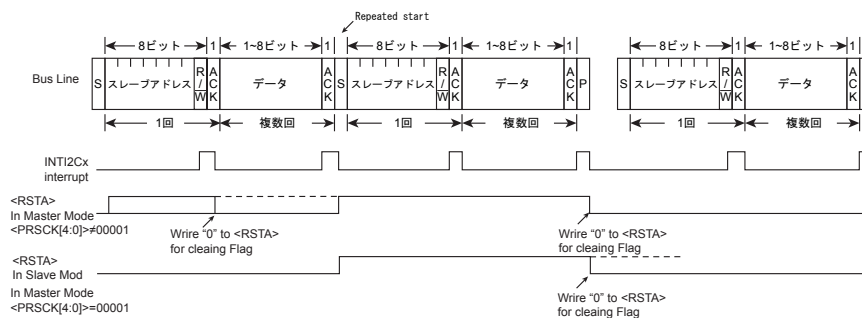 Repeated start
8ビット 1 1~8ビット 1 8ビット 1 1~8ビット 1 8ビット 1 1~8ビット 1
Bus Line S スレーブアドレス R/W ACK データ ACK S スレーブアドレス R/W ACK データ ACK P S スレーブアドレス R/W ACK データ ACK
1回 複数回 1回 複数回 1回 複数回
INTI2Cx
interrupt
<RSTA>
In Master Mode
<PRSCK[4:0]>≠00001
Wrire “0” to <RSTA>
for cleaing Flag
Wrire “0” to <RSTA>
for cleaing Flag
<RSTA>
In Slave Mod
In Master Mode
<PRSCK[4:0]>=00001
Wrire “0” to <RSTA>
for cleaing Flag